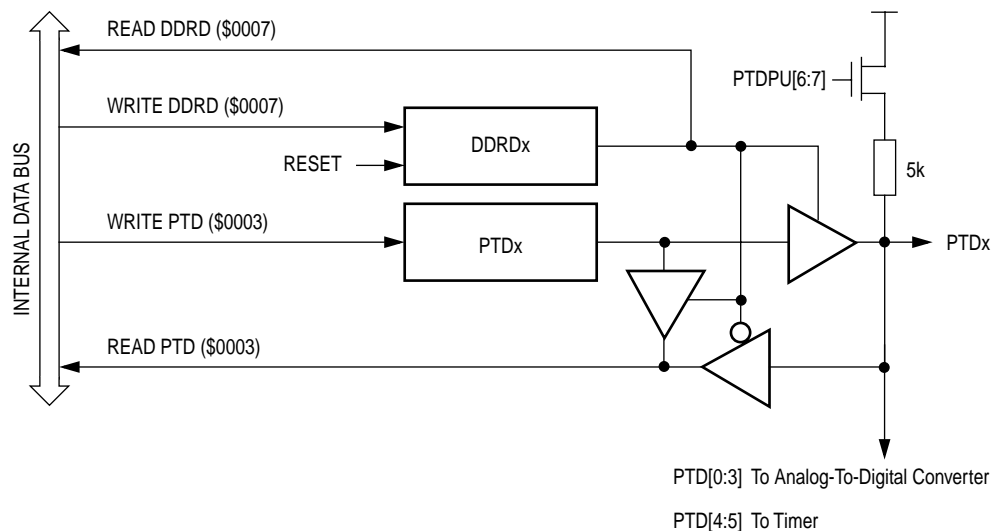 READ DDRD ($0007)
PTDPU[6:7]
WRITE DDRD ($0007)
DDRDx
RESET
5k
INTERNAL DATA BUS
WRITE PTD ($0003)
PTDx
PTDx
READ PTD ($0003)
PTD[0:3] To Analog-To-Digital Converter
PTD[4:5] To Timer